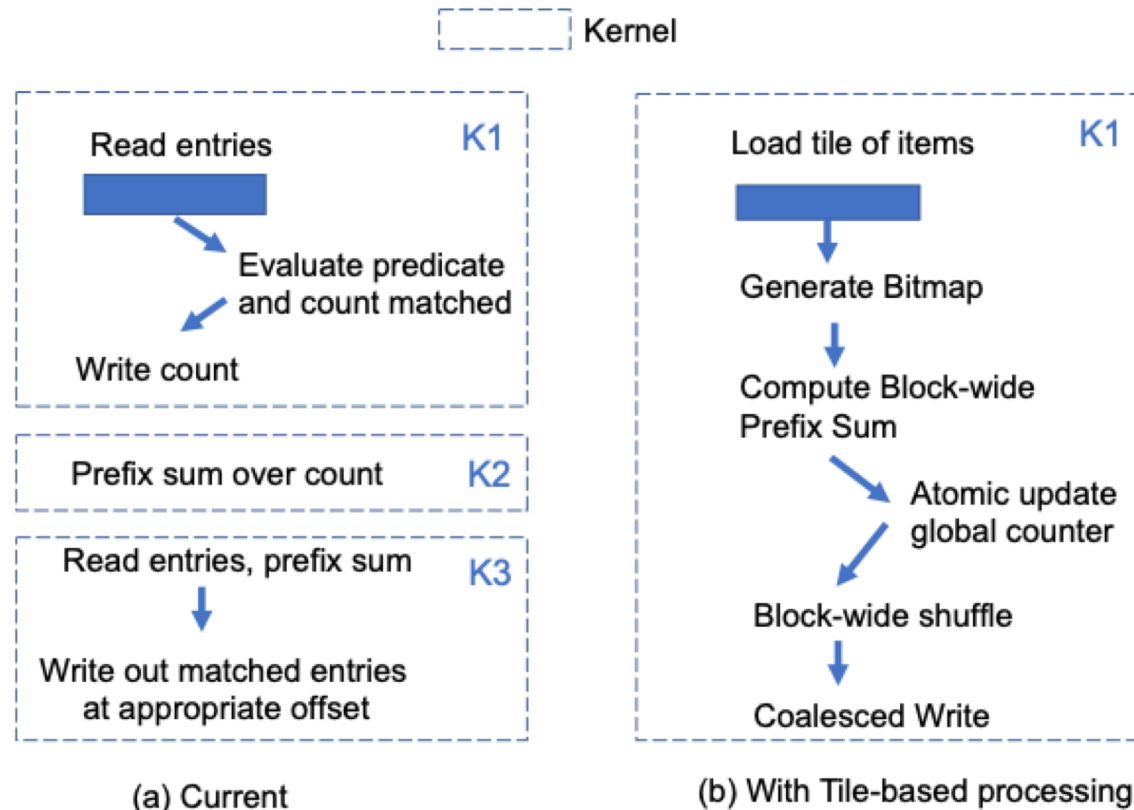 Kernel
K1
Read entries
Evaluate predicate
and count matched
Write count
Prefix sum over count
K2
Read entries, prefix sum
K3
Write out matched entries
at appropriate offset
(a) Current
K1
Load tile of items
Generate Bitmap
Compute Block-wide
Prefix Sum
Atomic update
global counter
Block-wide shuffle
Coalesced Write
(b) With Tile-based processing